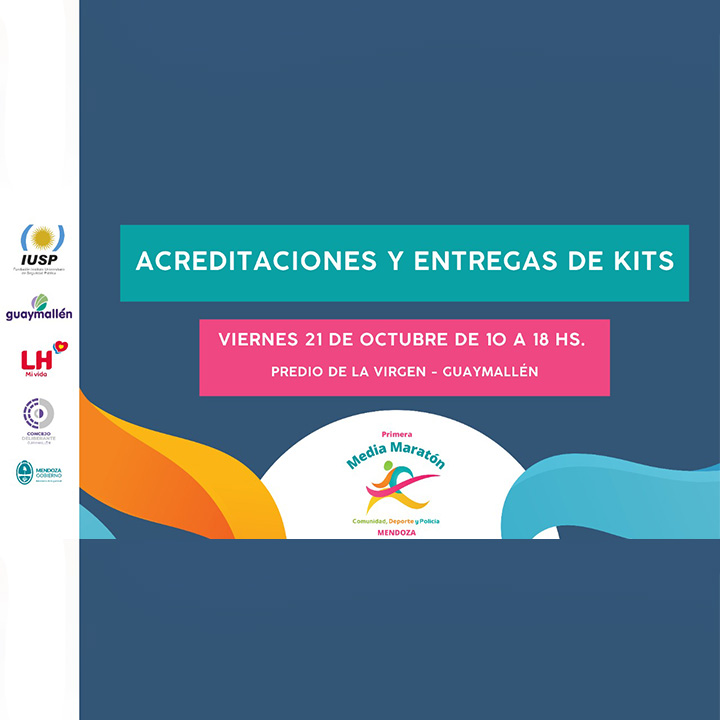 ACREDITACIONES Y ENTREGAS DE KITS
VIERNES 21 DE OCTUBRE DE 10 A 18 HS.
PREDIO DE LA VIRGEN - GUAYMALLÉN
Primera
Media Maratón
Comunidad, Deporte y Policía
MENDOZA
IUSP
guaymallén
LH
Mi vida
CONCEJO
DELIBERANTE
MENDOZA
GOBIERNO